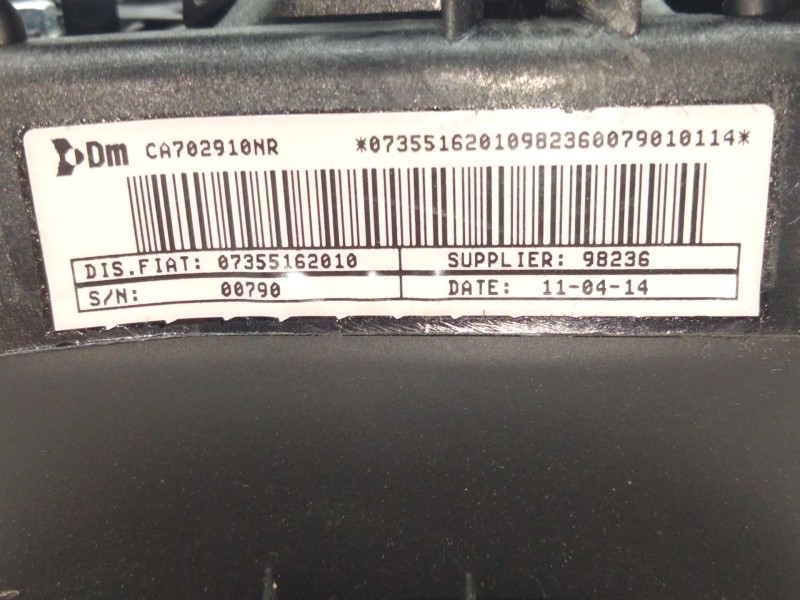 Dm CA702910NR *07355162010982360079010114*
DIS.FIAT: 07355162010 SUPPLIER: 98236
S/N: 00790 DATE: 11-04-14